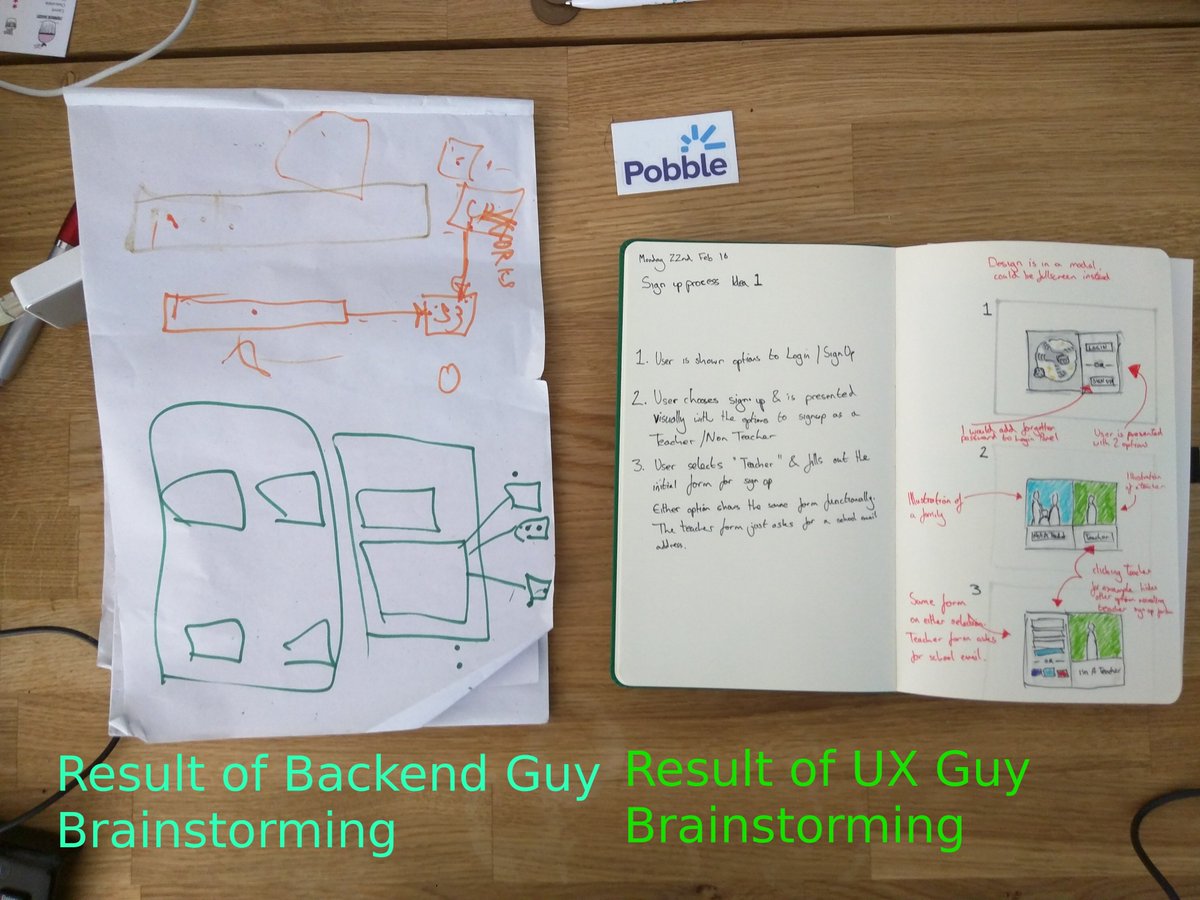 Pobble
S3
Monday 22nd Feb 16
Sign up process Idea 1
1. User is shown options to Login / Sign Up
2. User chooses sign up & is presented
visually with the options to signup as a
Teacher / Non Teacher
3. User selects "Teacher" & fills out the
initial form for sign up
Either option shows the same form functionally.
The teacher form just asks for a school email
address.
Design is in a modal
could be fullscreen instead
1
LOGIN
OR
SIGN UP
I would add forgotten
password to Login Panel
User is presented
with 2 options
2
Illustration of
a family
Illustration
of a teacher
Teacher
clicking Teacher
for example hides
other option revealing
teacher sign up form
3
Same form
on either selection.
Teacher form asks
for school email.
OR
I'm A Teacher
Result of Backend Guy
Brainstorming
Result of UX Guy
Brainstorming